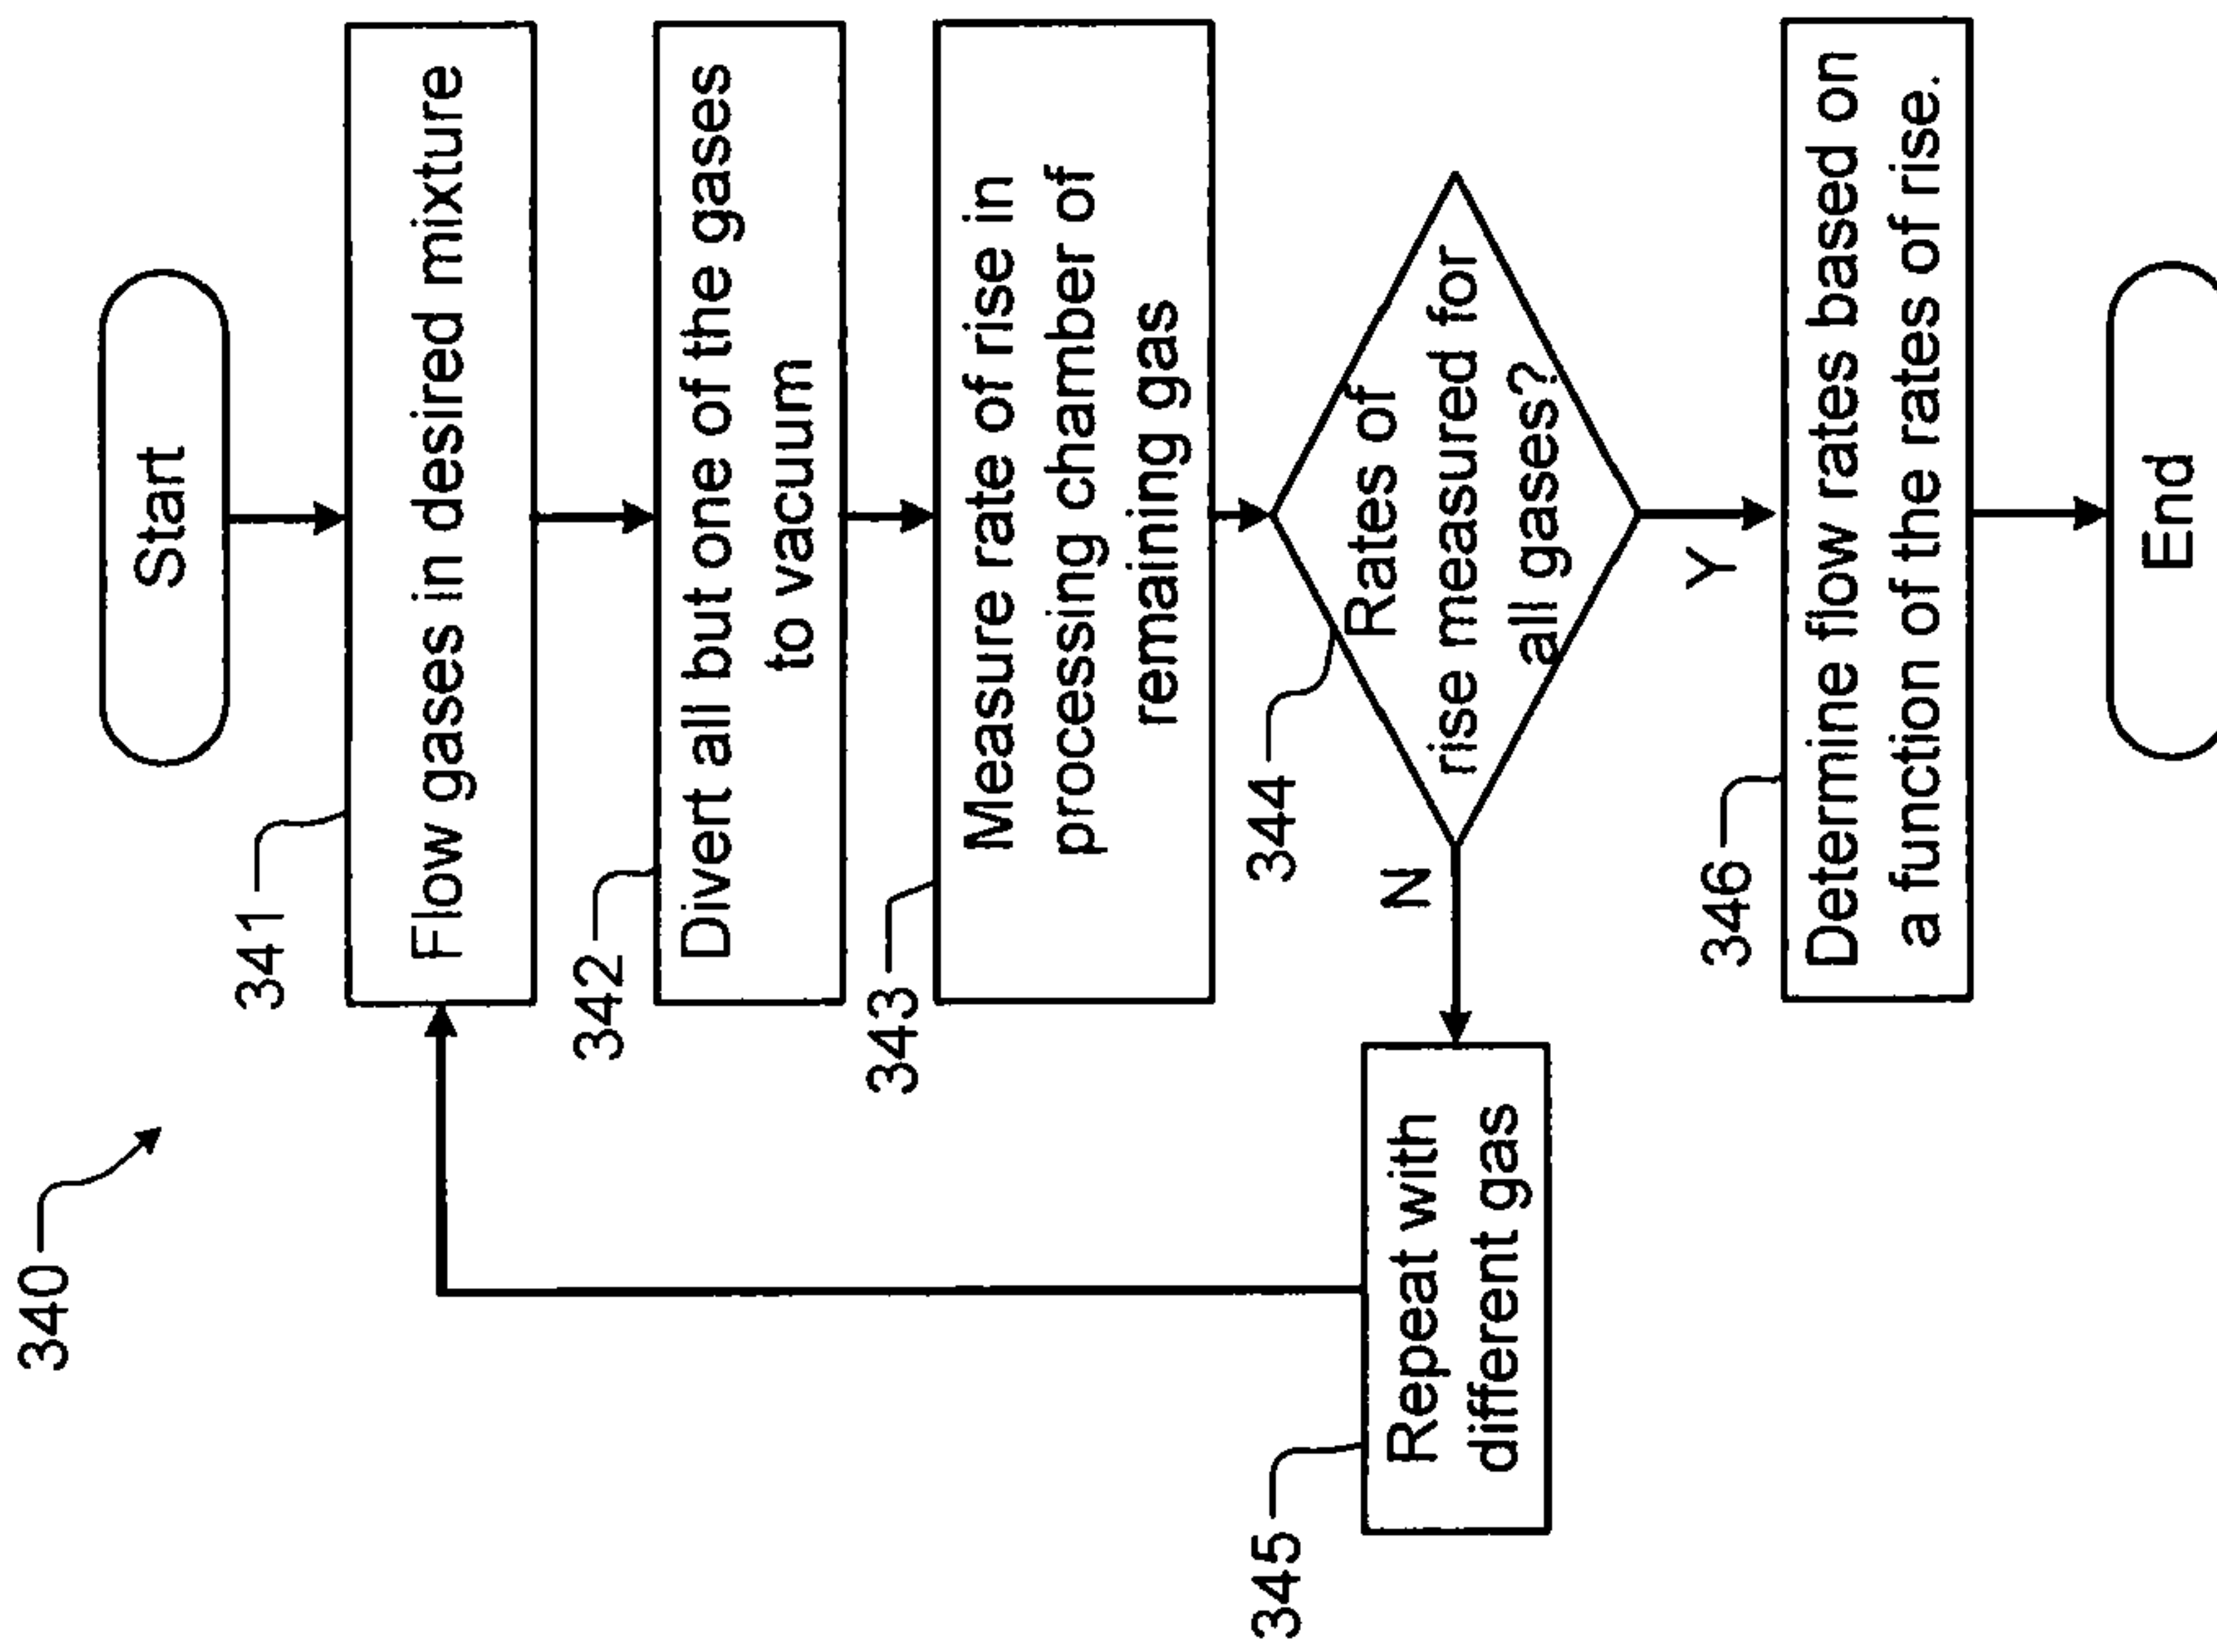 340
Start
341
Flow gases in desired mixture
342
Divert all but one of the gases
to vacuum
343
Measure rate of rise in
processing chamber of
remaining gas
344
Rates of
rise measured for
all gases?
N
345
Repeat with
different gas
Y
346
Determine flow rates based on
a function of the rates of rise.
End